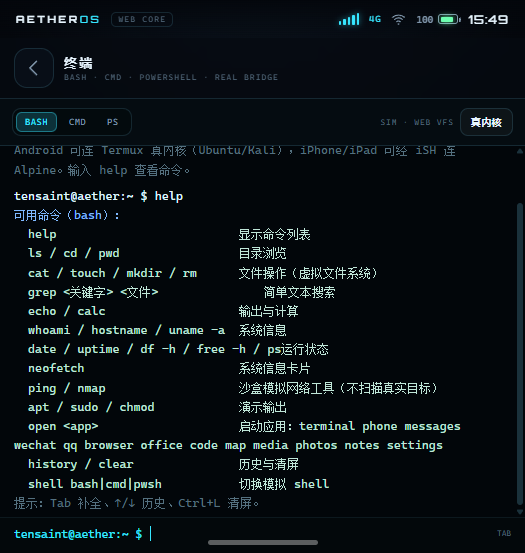 AETHEROS WEB CORE 4G 100 15:49
终端
BASH · CMD · POWERSHELL · REAL BRIDGE
BASH CMD PS SIM · WEB VFS 真内核
Android 可连 Termux 真内核（Ubuntu/Kali），iPhone/iPad 可经 iSH 连
Alpine。输入 help 查看命令。
tensaint@aether:~ $ help
可用命令（bash）：
help 显示命令列表
ls / cd / pwd 目录浏览
cat / touch / mkdir / rm 文件操作（虚拟文件系统）
grep <关键字> <文件> 简单文本搜索
echo / calc 输出与计算
whoami / hostname / uname -a 系统信息
date / uptime / df -h / free -h / ps运行状态
neofetch 系统信息卡片
ping / nmap 沙盒模拟网络工具（不扫描真实目标）
apt / sudo / chmod 演示输出
open <app> 启动应用：terminal phone messages
wechat qq browser office code map media photos notes settings
history / clear 历史与清屏
shell bash|cmd|pwsh 切换模拟 shell
提示：Tab 补全、↑/↓ 历史、Ctrl+L 清屏。
tensaint@aether:~ $ TAB